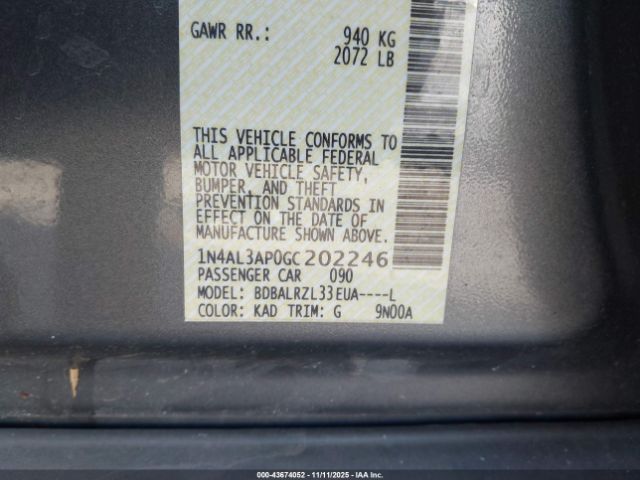 GAWR RR.: 940 KG
2072 LB
THIS VEHICLE CONFORMS TO
ALL APPLICABLE FEDERAL
MOTOR VEHICLE SAFETY,
BUMPER, AND THEFT
PREVENTION STANDARDS IN
EFFECT ON THE DATE OF
MANUFACTURE SHOWN ABOVE.
1N4AL3AP0GC202246
PASSENGER CAR 090
MODEL: BDBALRZL33EUA----L
COLOR: KAD TRIM: G 9N00A
000-43674052 - 11/11/2025 - IAAI, Inc.